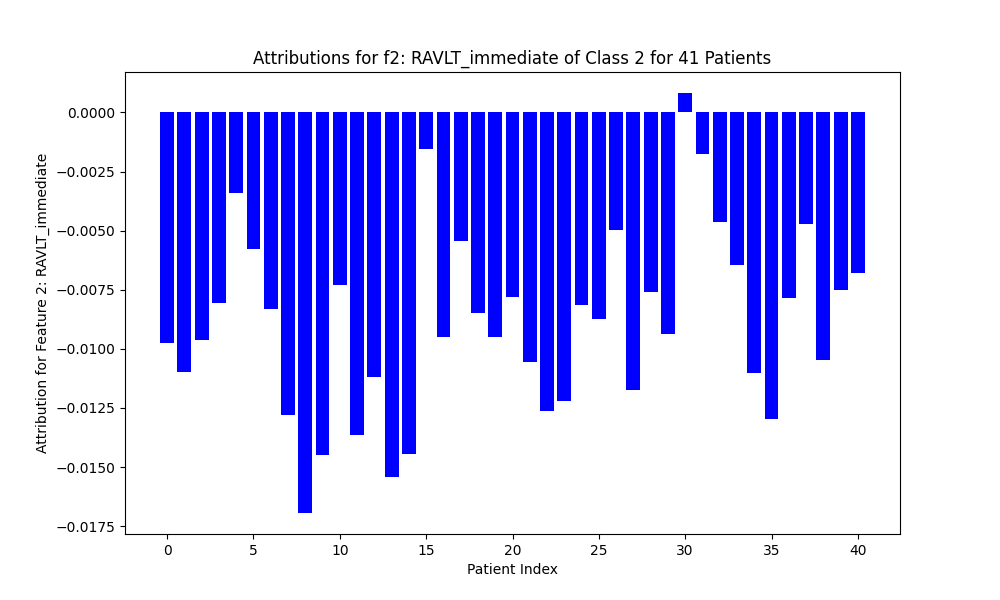 Attributions for f2: RAVLT_immediate of Class 2 for 41 Patients
Attribution for Feature 2: RAVLT_immediate
0.0000
−0.0025
−0.0050
−0.0075
−0.0100
−0.0125
−0.0150
−0.0175
0 5 10 15 20 25 30 35 40
Patient Index